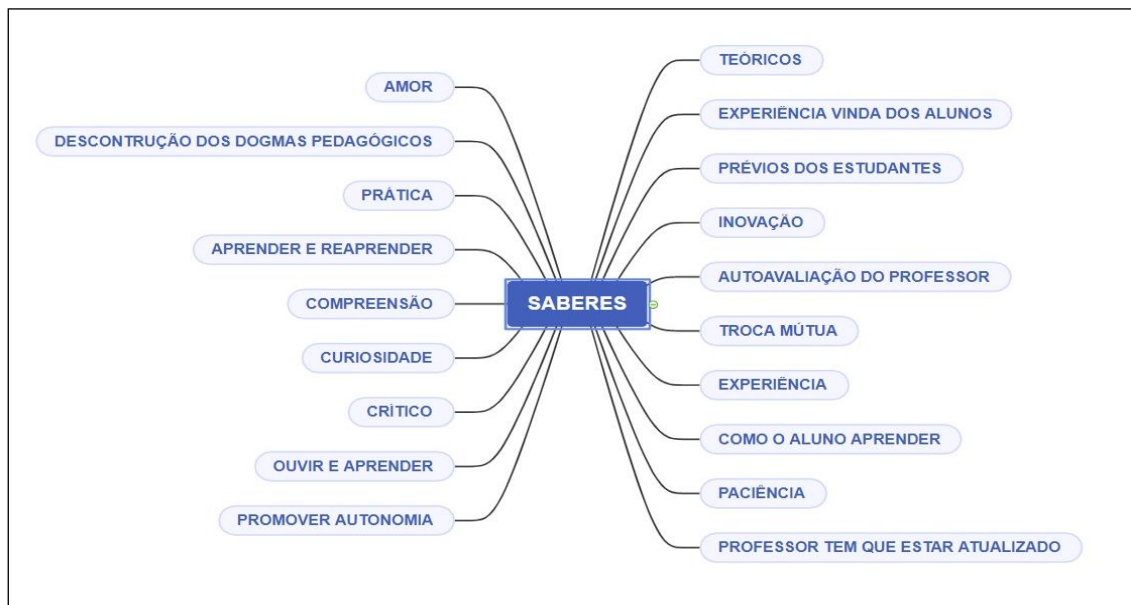 AMOR
DESCONTRUÇÃO DOS DOGMAS PEDAGÓGICOS
PRÁTICA
APRENDER E REAPRENDER
COMPREENSÃO
CURIOSIDADE
CRÍTICO
OUVIR E APRENDER
PROMOVER AUTONOMIA
SABERES
TEÓRICOS
EXPERIÊNCIA VINDA DOS ALUNOS
PRÉVIOS DOS ESTUDANTES
INOVAÇÃO
AUTOAVALIAÇÃO DO PROFESSOR
TROCA MÚTUA
EXPERIÊNCIA
COMO O ALUNO APRENDER
PACIÊNCIA
PROFESSOR TEM QUE ESTAR ATUALIZADO